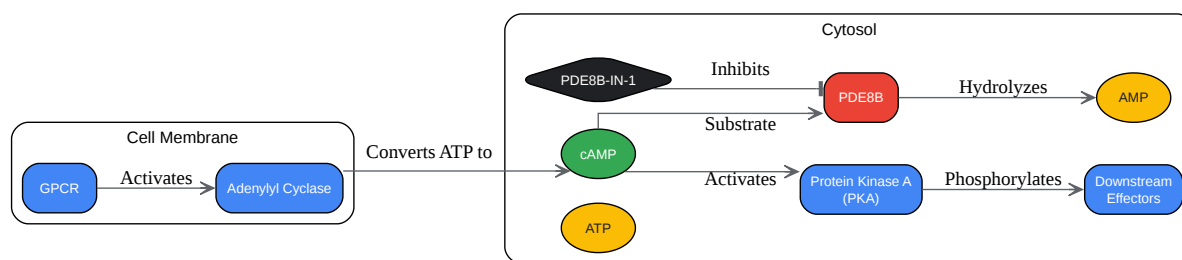 Cytosol
PDE8B-IN-1
Inhibits
PDE8B
Hydrolyzes
AMP
Substrate
Cell Membrane
GPCR
Activates
Adenylyl Cyclase
Converts ATP to
cAMP
Activates
Protein Kinase A
(PKA)
Phosphorylates
Downstream
Effectors
ATP